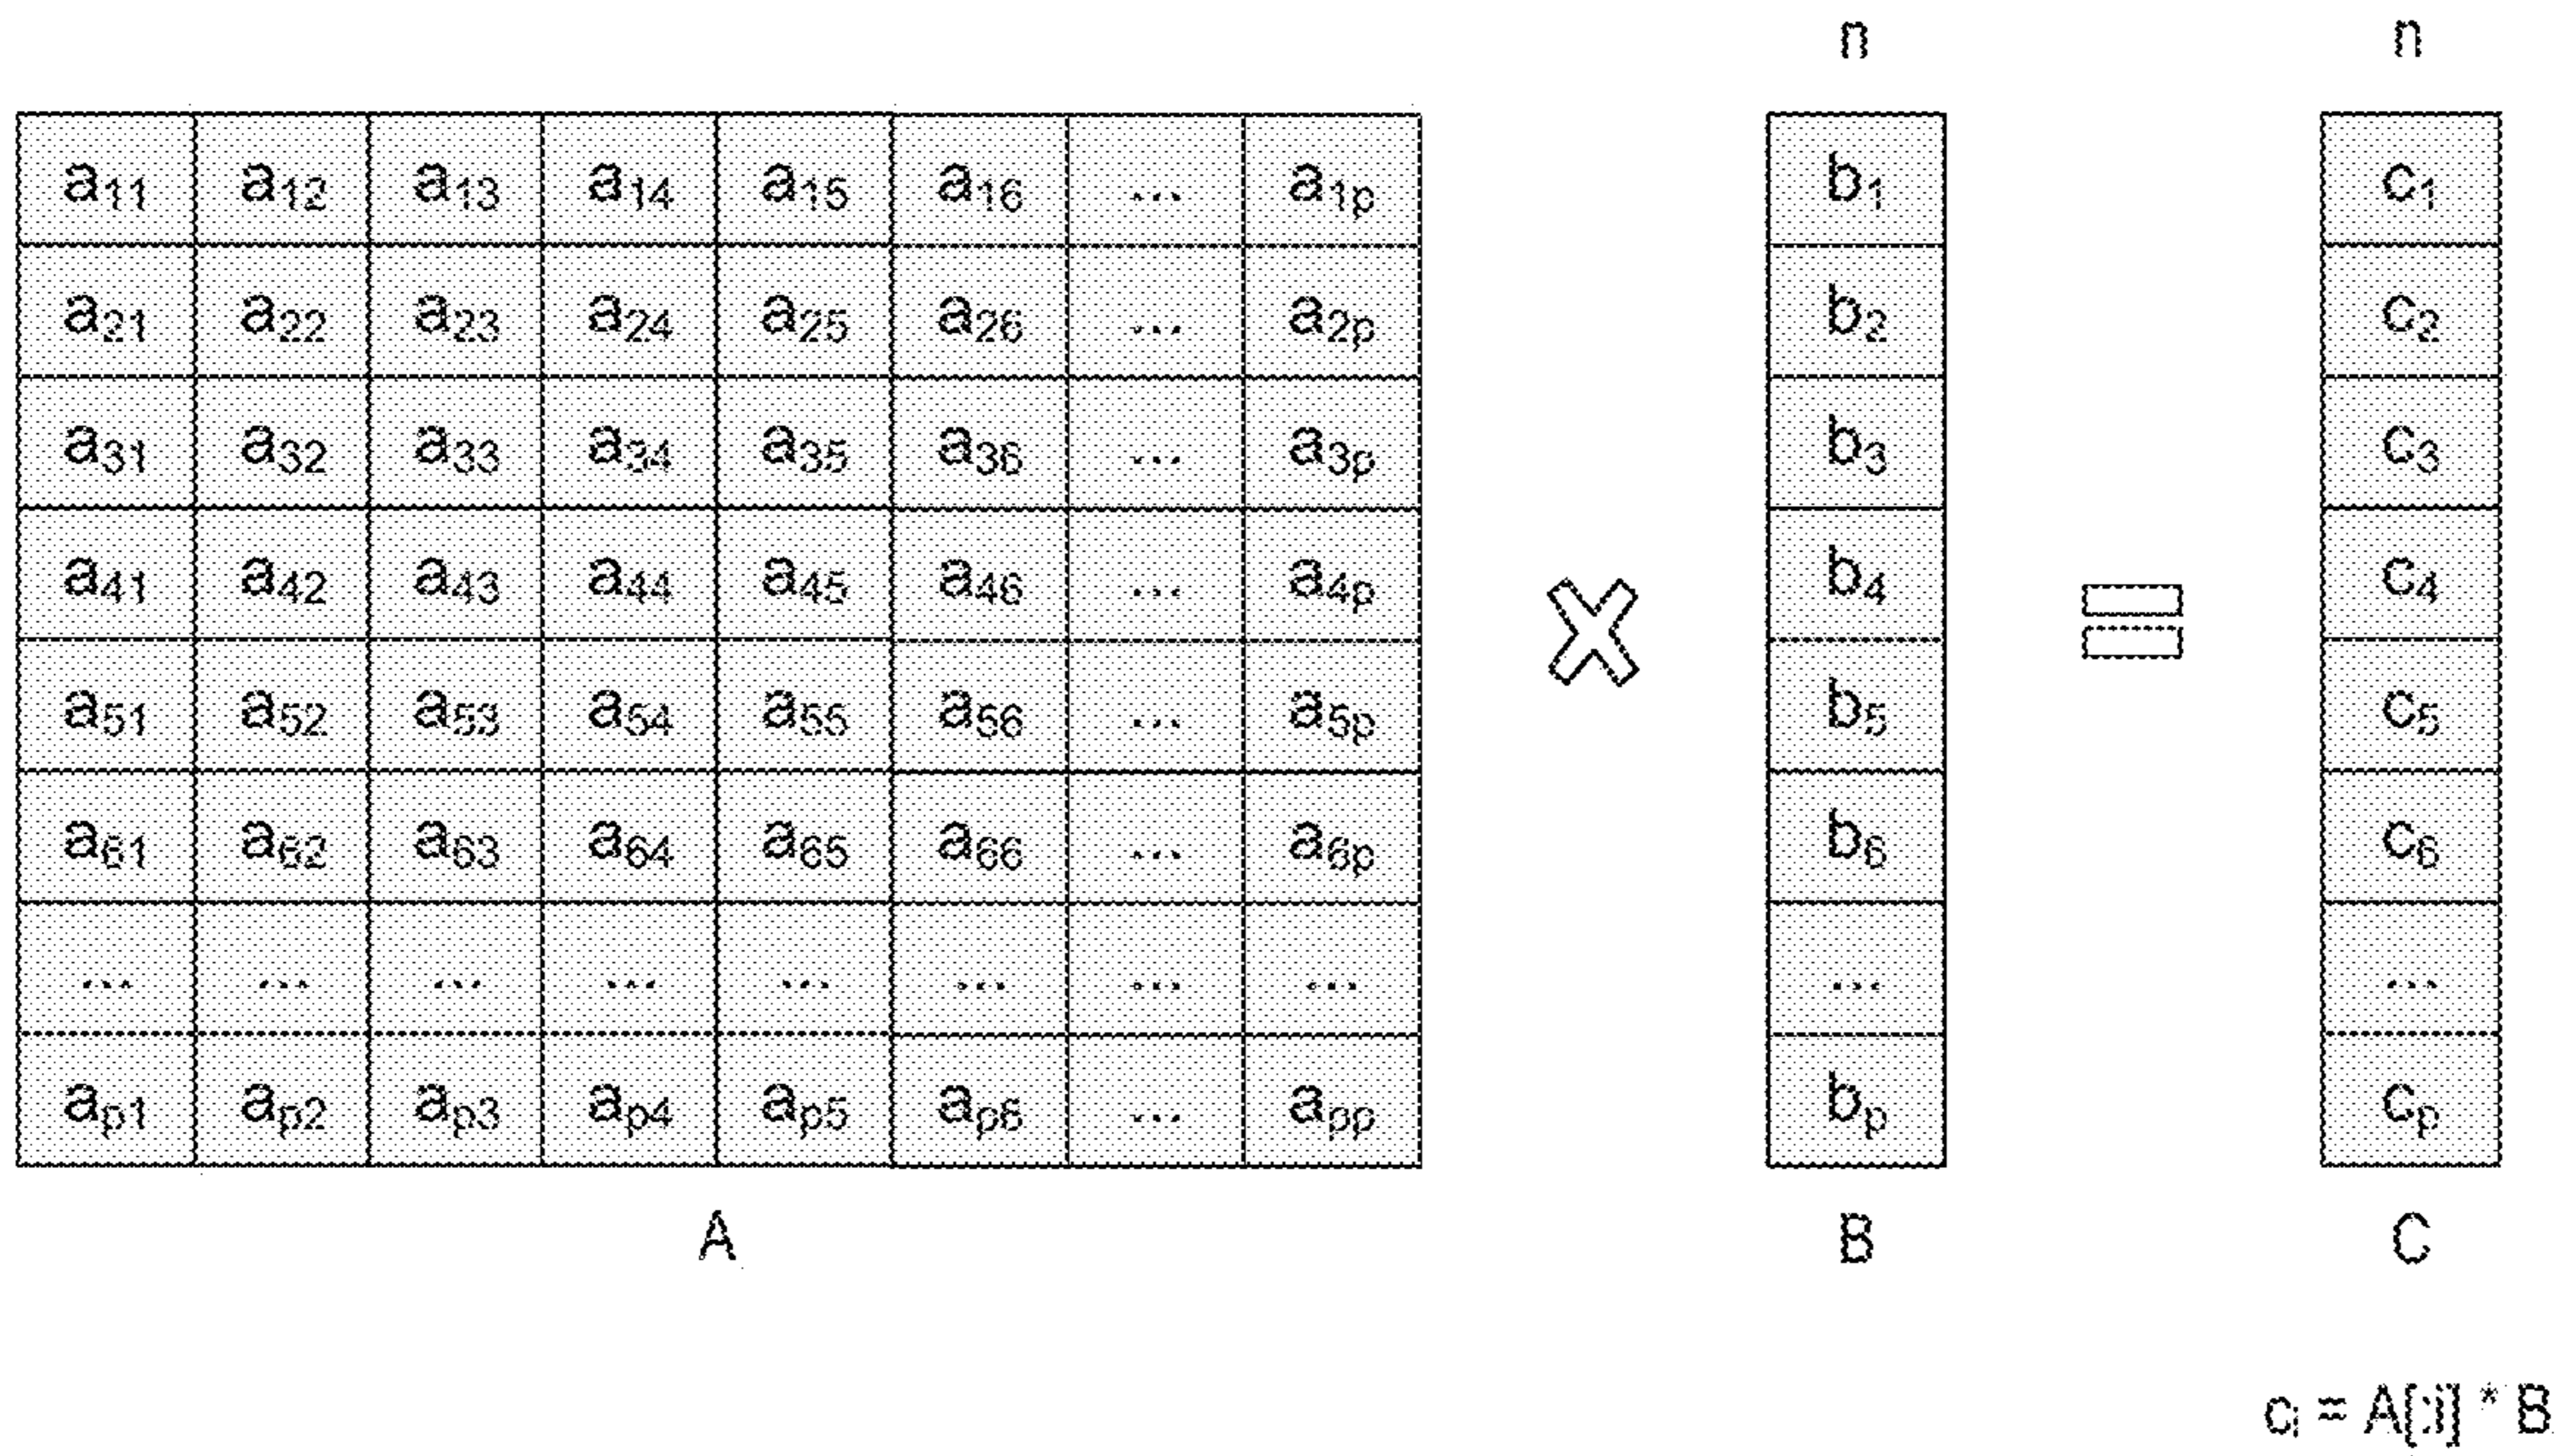 n n
a11 a12 a13 a14 a15 a16 ... a1p b1 c1
a21 a22 a23 a24 a25 a26 ... a2p b2 c2
a31 a32 a33 a34 a35 a36 ... a3p b3 c3
a41 a42 a43 a44 a45 a46 ... a4p b4 c4
a51 a52 a53 a54 a55 a56 ... a5p b5 c5
a61 a62 a63 a64 a65 a66 ... a6p b6 c6
... ... ... ... ... ... ... ... ... ...
ap1 ap2 ap3 ap4 ap5 ap6 ... app bp cp
A B C
ci = A[:i] * B